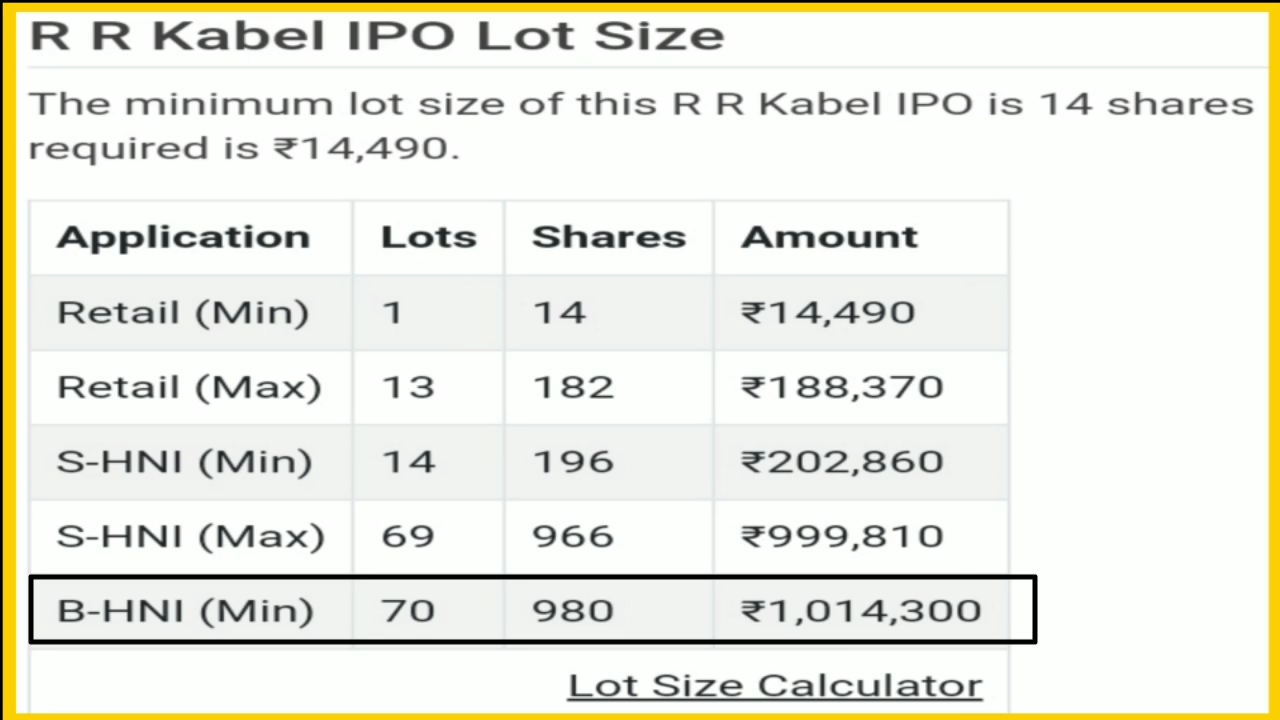 R R Kabel IPO Lot Size
The minimum lot size of this R R Kabel IPO is 14 shares
required is ₹14,490.
Application Lots Shares Amount
Retail (Min) 1 14 ₹14,490
Retail (Max) 13 182 ₹188,370
S-HNI (Min) 14 196 ₹202,860
S-HNI (Max) 69 966 ₹999,810
B-HNI (Min) 70 980 ₹1,014,300
Lot Size Calculator